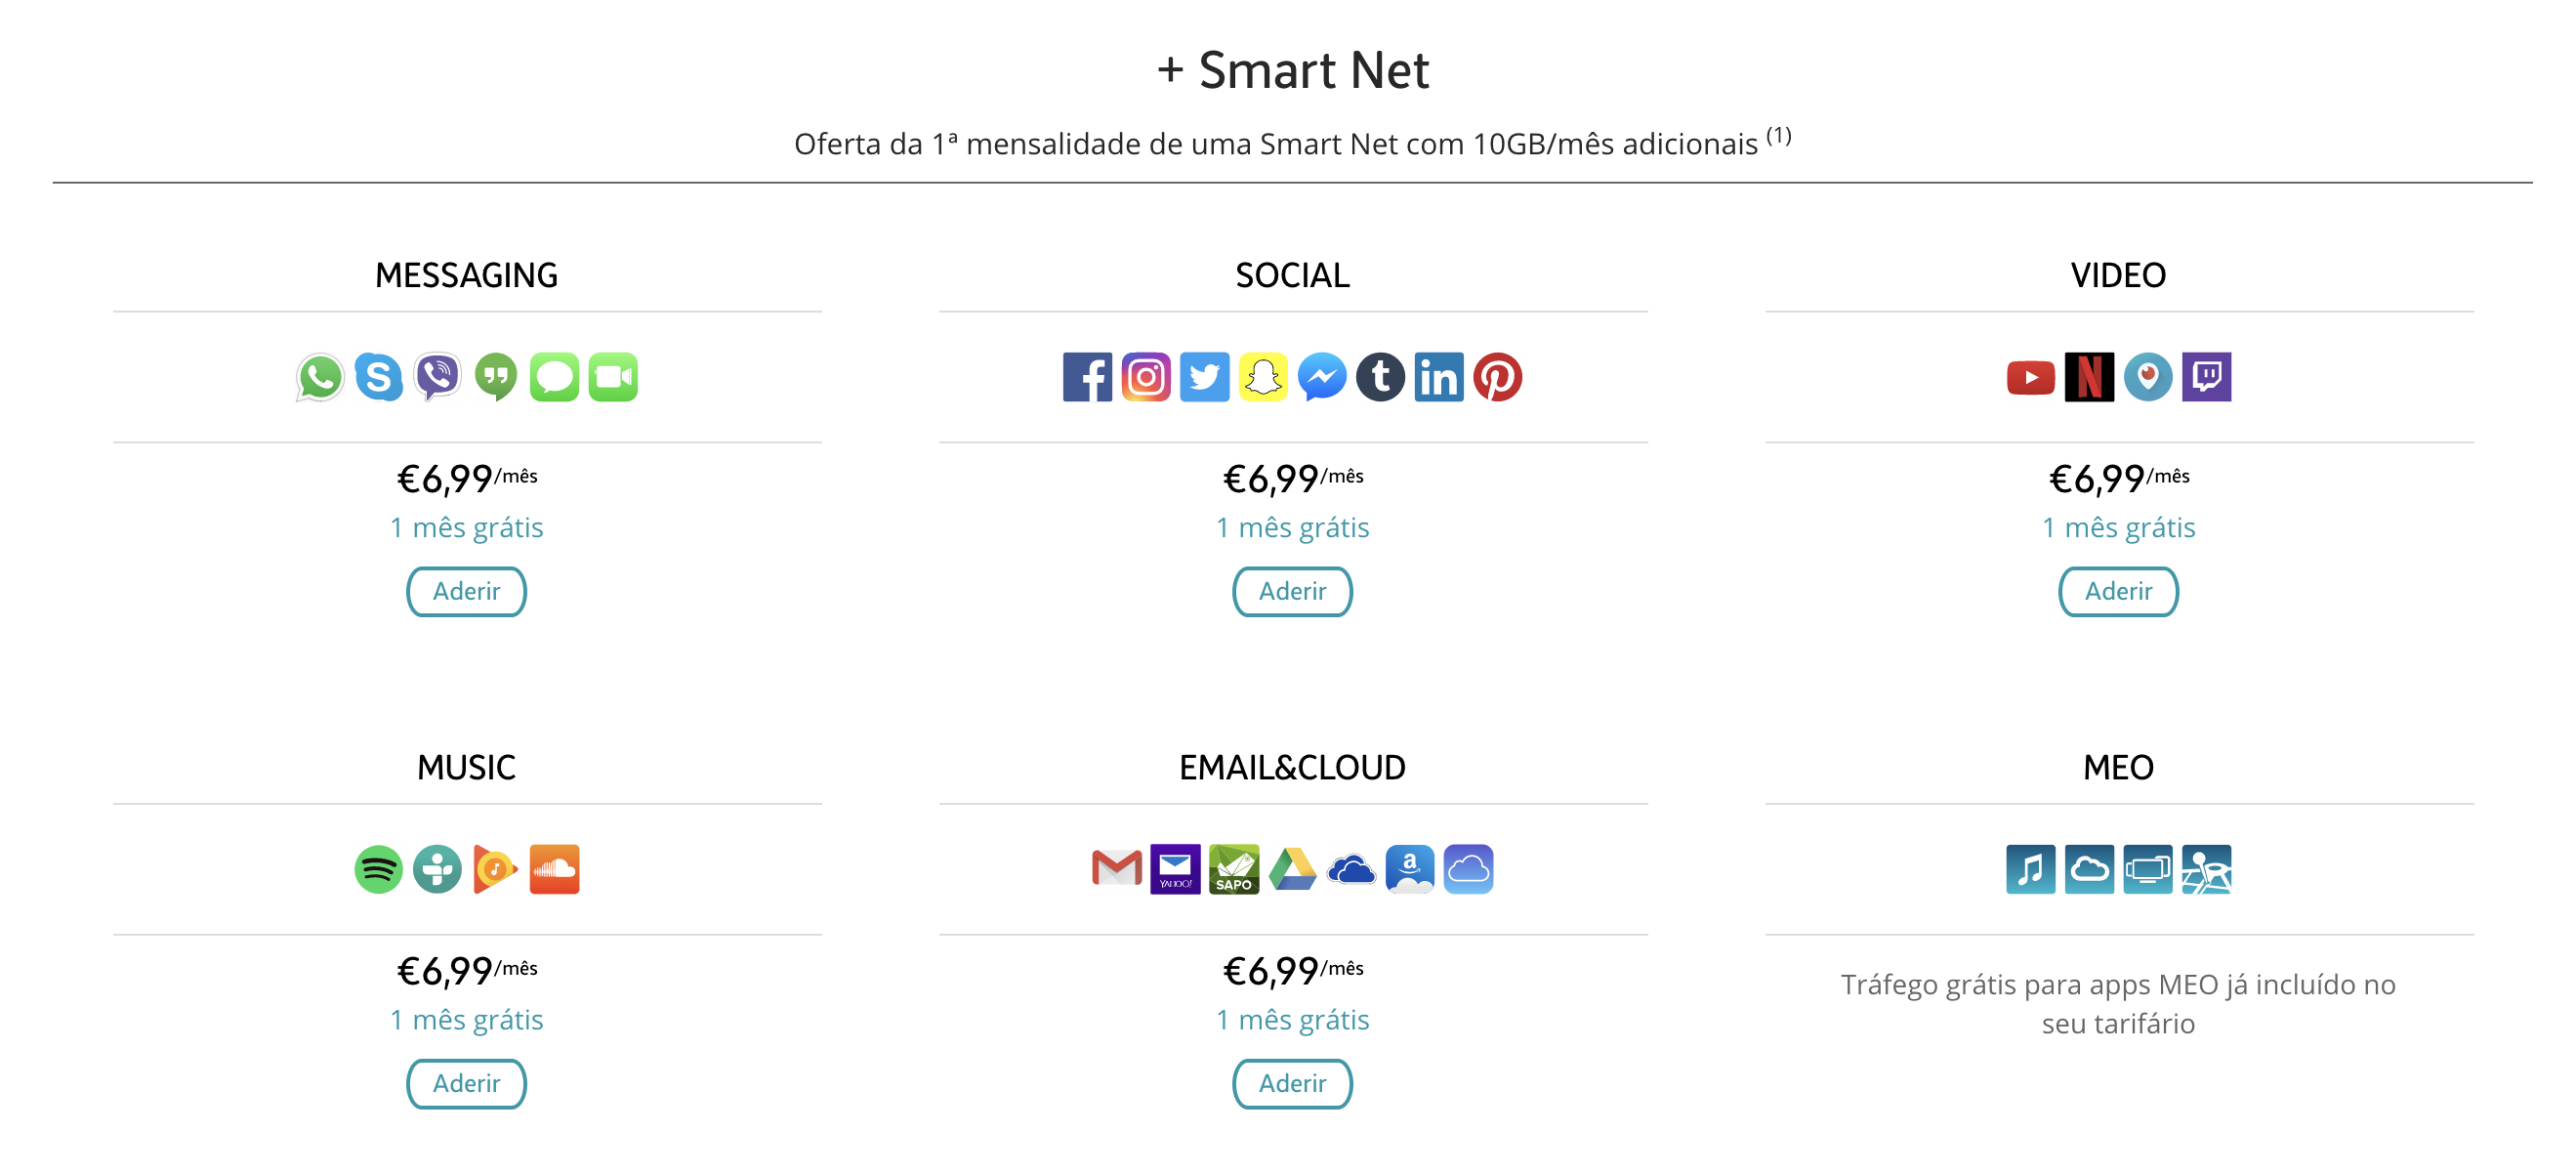 + Smart Net
Oferta da 1ª mensalidade de uma Smart Net com 10GB/mês adicionais (1)
MESSAGING
SOCIAL
VIDEO
€6,99/mês
€6,99/mês
€6,99/mês
1 mês grátis
1 mês grátis
1 mês grátis
Aderir
Aderir
Aderir
MUSIC
EMAIL&CLOUD
MEO
YAHOO!
SAPO
€6,99/mês
€6,99/mês
Tráfego grátis para apps MEO já incluído no
seu tarifário
1 mês grátis
1 mês grátis
Aderir
Aderir